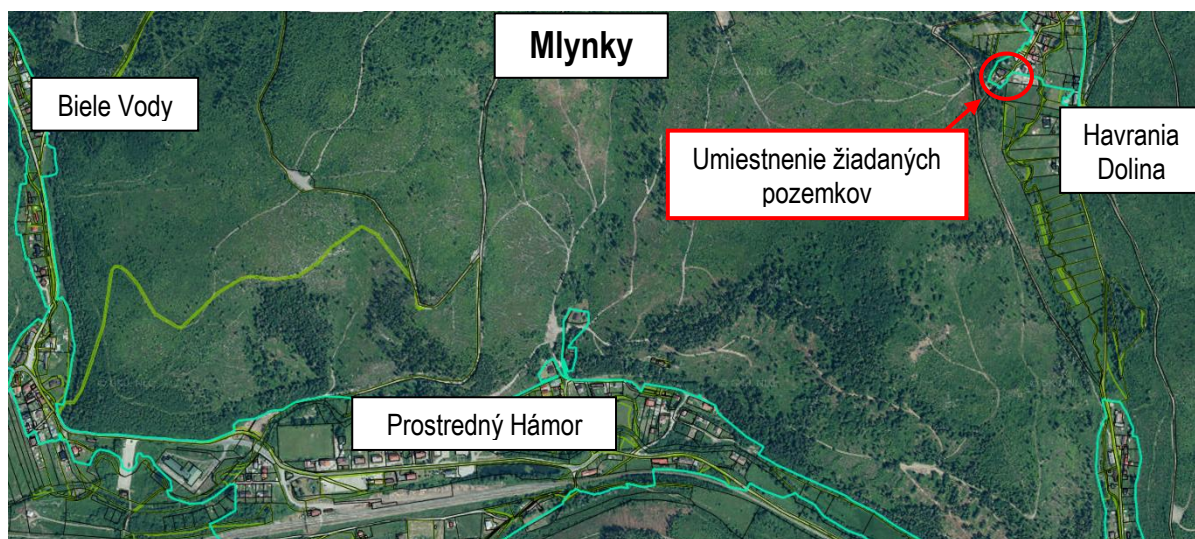 Mlynky
Biele Vody
Havrania
Dolina
Umiestnenie žiadaných
pozemkov
Prostredný Hámor